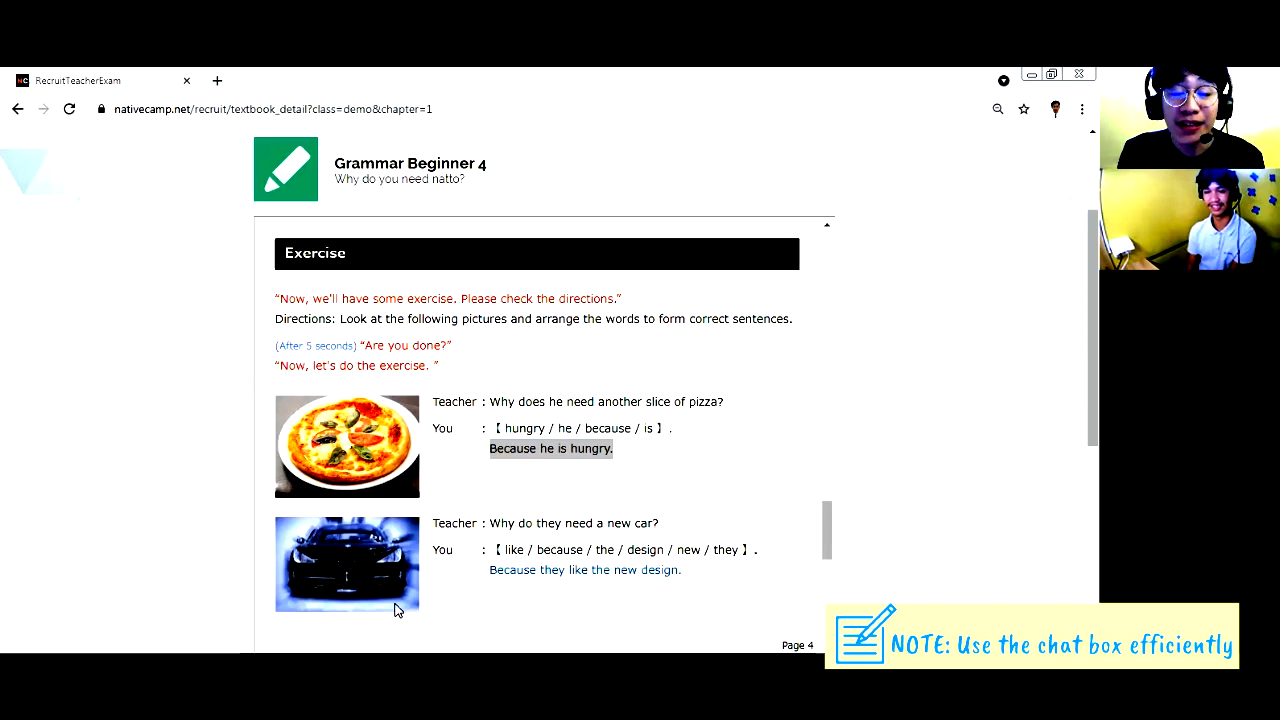 RecruitTeacherExam
nativecamp.net/recruit/textbook_detail?class=demo&chapter=1
Grammar Beginner 4
Why do you need natto?
Exercise
"Now, we'll have some exercise. Please check the directions."
Directions: Look at the following pictures and arrange the words to form correct sentences.
(After 5 seconds) "Are you done?"
"Now, let's do the exercise. "
Teacher : Why does he need another slice of pizza?
You : 【 hungry / he / because / is 】 .
Because he is hungry.
Teacher : Why do they need a new car?
You : 【 like / because / the / design / new / they 】 .
Because they like the new design.
Page 4
NOTE: Use the chat box efficiently